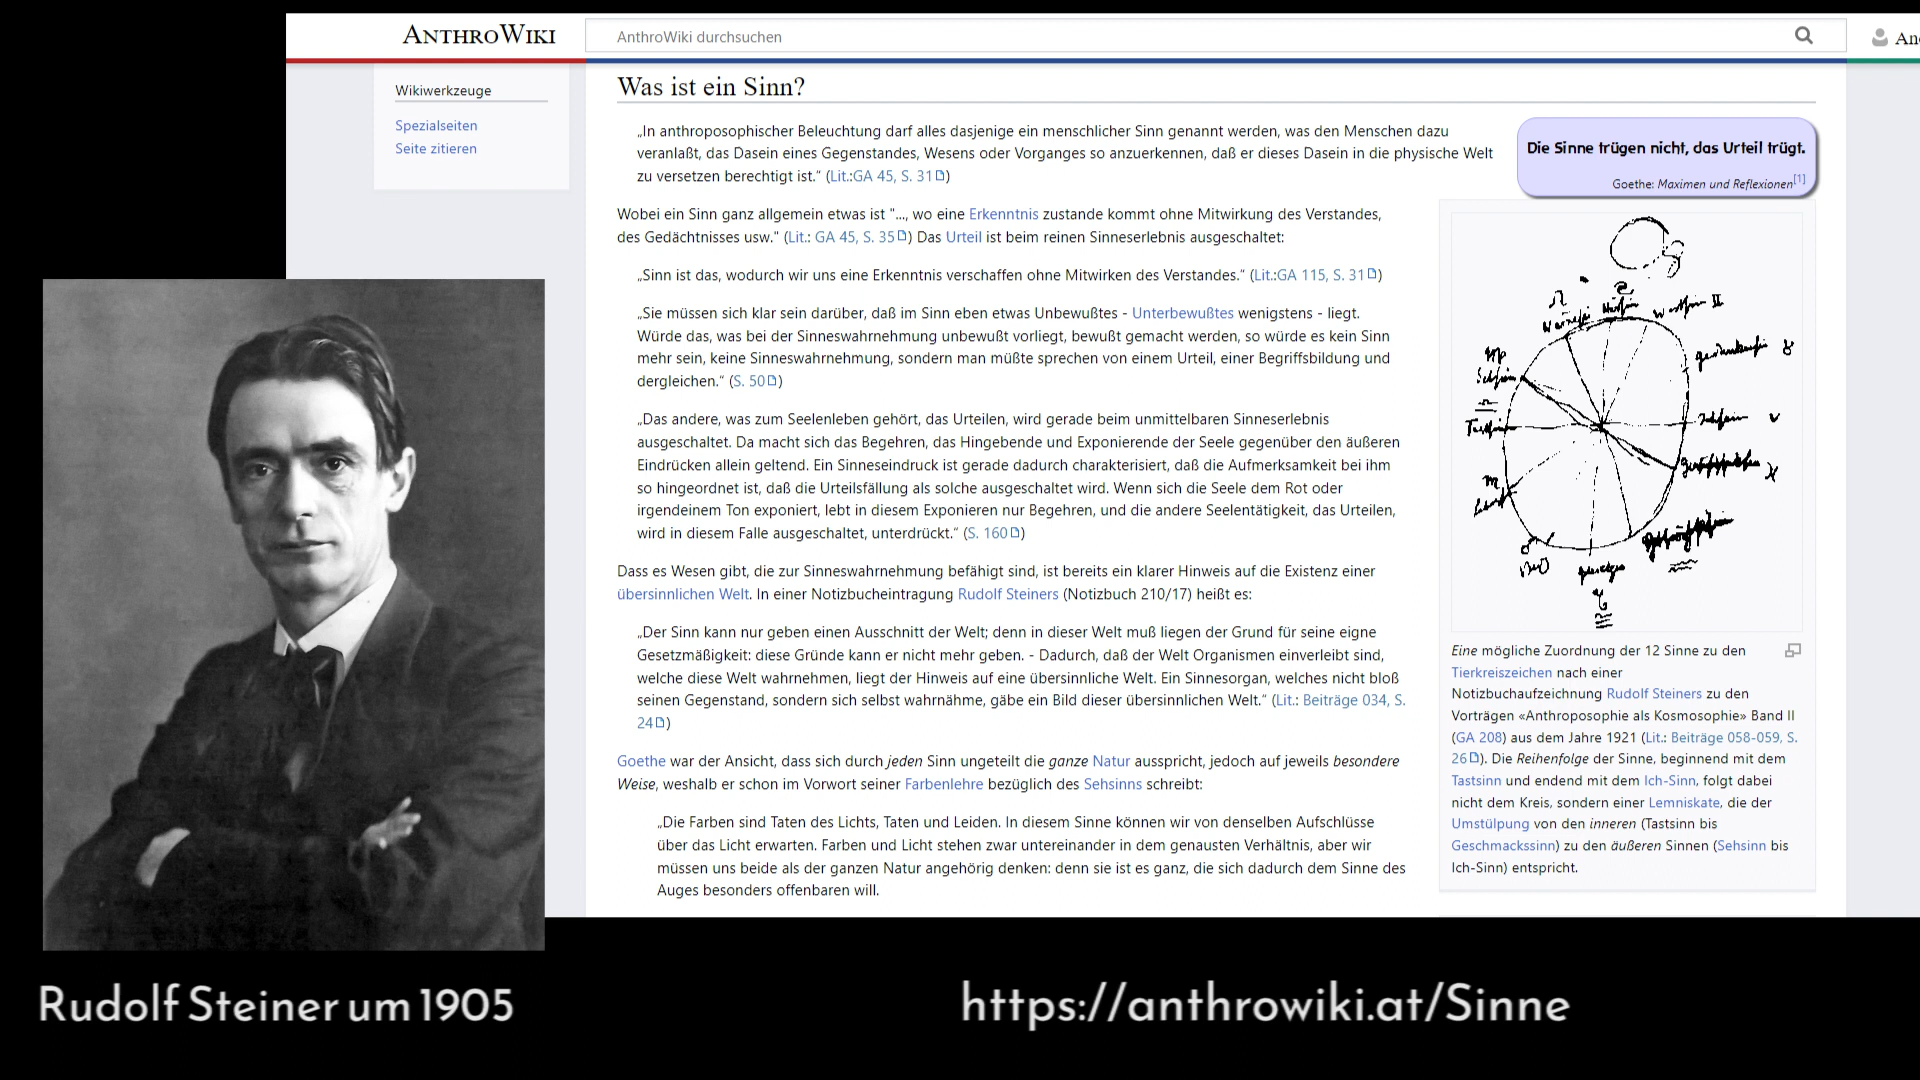 ANTHROWIKI
AnthroWiki durchsuchen
Wikiwerkzeuge
Spezialseiten
Seite zitieren
Was ist ein Sinn?
„In anthroposophischer Beleuchtung darf alles dasjenige ein menschlicher Sinn genannt werden, was den Menschen dazu
veranlaßt, das Dasein eines Gegenstandes, Wesens oder Vorganges so anzuerkennen, daß er dieses Dasein in die physische Welt
zu versetzen berechtigt ist.“ (Lit.:GA 45, S. 31)
Wobei ein Sinn ganz allgemein etwas ist "..., wo eine Erkenntnis zustande kommt ohne Mitwirkung des Verstandes,
des Gedächtnisses usw." (Lit.: GA 45, S. 35) Das Urteil ist beim reinen Sinneserlebnis ausgeschaltet:
„Sinn ist das, wodurch wir uns eine Erkenntnis verschaffen ohne Mitwirken des Verstandes.“ (Lit.:GA 115, S. 31)
„Sie müssen sich klar sein darüber, daß im Sinn eben etwas Unbewußtes - Unterbewußtes wenigstens - liegt.
Würde das, was bei der Sinneswahrnehmung unbewußt vorliegt, bewußt gemacht werden, so würde es kein Sinn
mehr sein, keine Sinneswahrnehmung, sondern man müßte sprechen von einem Urteil, einer Begriffsbildung und
dergleichen.“ (S. 50)
„Das andere, was zum Seelenleben gehört, das Urteilen, wird gerade beim unmittelbaren Sinneserlebnis
ausgeschaltet. Da macht sich das Begehren, das Hingebende und Exponierende der Seele gegenüber den äußeren
Eindrücken allein geltend. Ein Sinneseindruck ist gerade dadurch charakterisiert, daß die Aufmerksamkeit bei ihm
so hingeordnet ist, daß die Urteilsfällung als solche ausgeschaltet wird. Wenn sich die Seele dem Rot oder
irgendeinem Ton exponiert, lebt in diesem Exponieren nur Begehren, und die andere Seelentätigkeit, das Urteilen,
wird in diesem Falle ausgeschaltet, unterdrückt.“ (S. 160)
Dass es Wesen gibt, die zur Sinneswahrnehmung befähigt sind, ist bereits ein klarer Hinweis auf die Existenz einer
übersinnlichen Welt. In einer Notizbucheintragung Rudolf Steiners (Notizbuch 210/17) heißt es:
„Der Sinn kann nur geben einen Ausschnitt der Welt; denn in dieser Welt muß liegen der Grund für seine eigne
Gesetzmäßigkeit: diese Gründe kann er nicht mehr geben. - Dadurch, daß der Welt Organismen einverleibt sind,
welche diese Welt wahrnehmen, liegt der Hinweis auf eine übersinnliche Welt. Ein Sinnesorgan, welches nicht bloß
seinen Gegenstand, sondern sich selbst wahrnähme, gäbe ein Bild dieser übersinnlichen Welt.“ (Lit.: Beiträge 034, S.
24)
Goethe war der Ansicht, dass sich durch jeden Sinn ungeteilt die ganze Natur ausspricht, jedoch auf jeweils besondere
Weise, weshalb er schon im Vorwort seiner Farbenlehre bezüglich des Sehsinns schreibt:
„Die Farben sind Taten des Lichts, Taten und Leiden. In diesem Sinne können wir von denselben Aufschlüsse
über das Licht erwarten. Farben und Licht stehen zwar untereinander in dem genausten Verhältnis, aber wir
müssen uns beide als der ganzen Natur angehörig denken: denn sie ist es ganz, die sich dadurch dem Sinne des
Auges besonders offenbaren will.
Die Sinne trügen nicht, das Urteil trügt.
Goethe: Maximen und Reflexionen[1]
Eine mögliche Zuordnung der 12 Sinne zu den
Tierkreiszeichen nach einer
Notizbuchaufzeichnung Rudolf Steiners zu den
Vorträgen «Anthroposophie als Kosmosophie» Band II
(GA 208) aus dem Jahre 1921 (Lit.: Beiträge 058-059, S.
26). Die Reihenfolge der Sinne, beginnend mit dem
Tastsinn und endend mit dem Ich-Sinn, folgt dabei
nicht dem Kreis, sondern einer Lemniskate, die der
Umstülpung von den inneren (Tastsinn bis
Geschmackssinn) zu den äußeren Sinnen (Sehsinn bis
Ich-Sinn) entspricht.
Rudolf Steiner um 1905
https://anthrowiki.at/Sinne